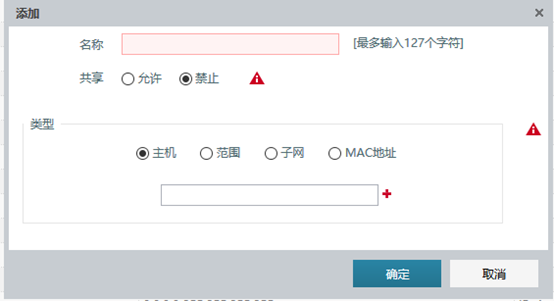 添加
名称 [最多输入127个字符]
共享 允许 禁止
类型
主机 范围 子网 MAC地址
确定 取消